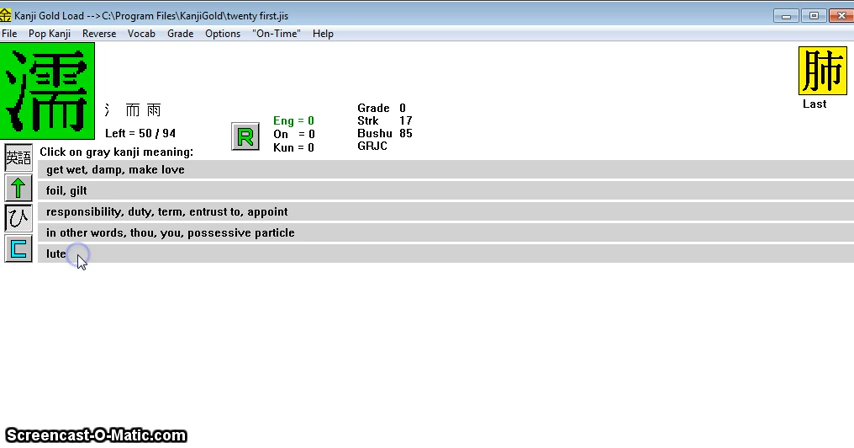 金 Kanji Gold Load -->C:\Program Files\KanjiGold\twenty first.jis
File Pop Kanji Reverse Vocab Grade Options "On-Time" Help
濡
氵 而 雨
Left = 50 / 94
R
Eng = 0
On = 0
Kun = 0
Grade 0
Strk 17
Bushu 85
GRJC
肺
Last
英語 Click on gray kanji meaning:
get wet, damp, make love
foil, gilt
responsibility, duty, term, entrust to, appoint
ひ in other words, thou, you, possessive particle
lute
Screencast-O-Matic.com